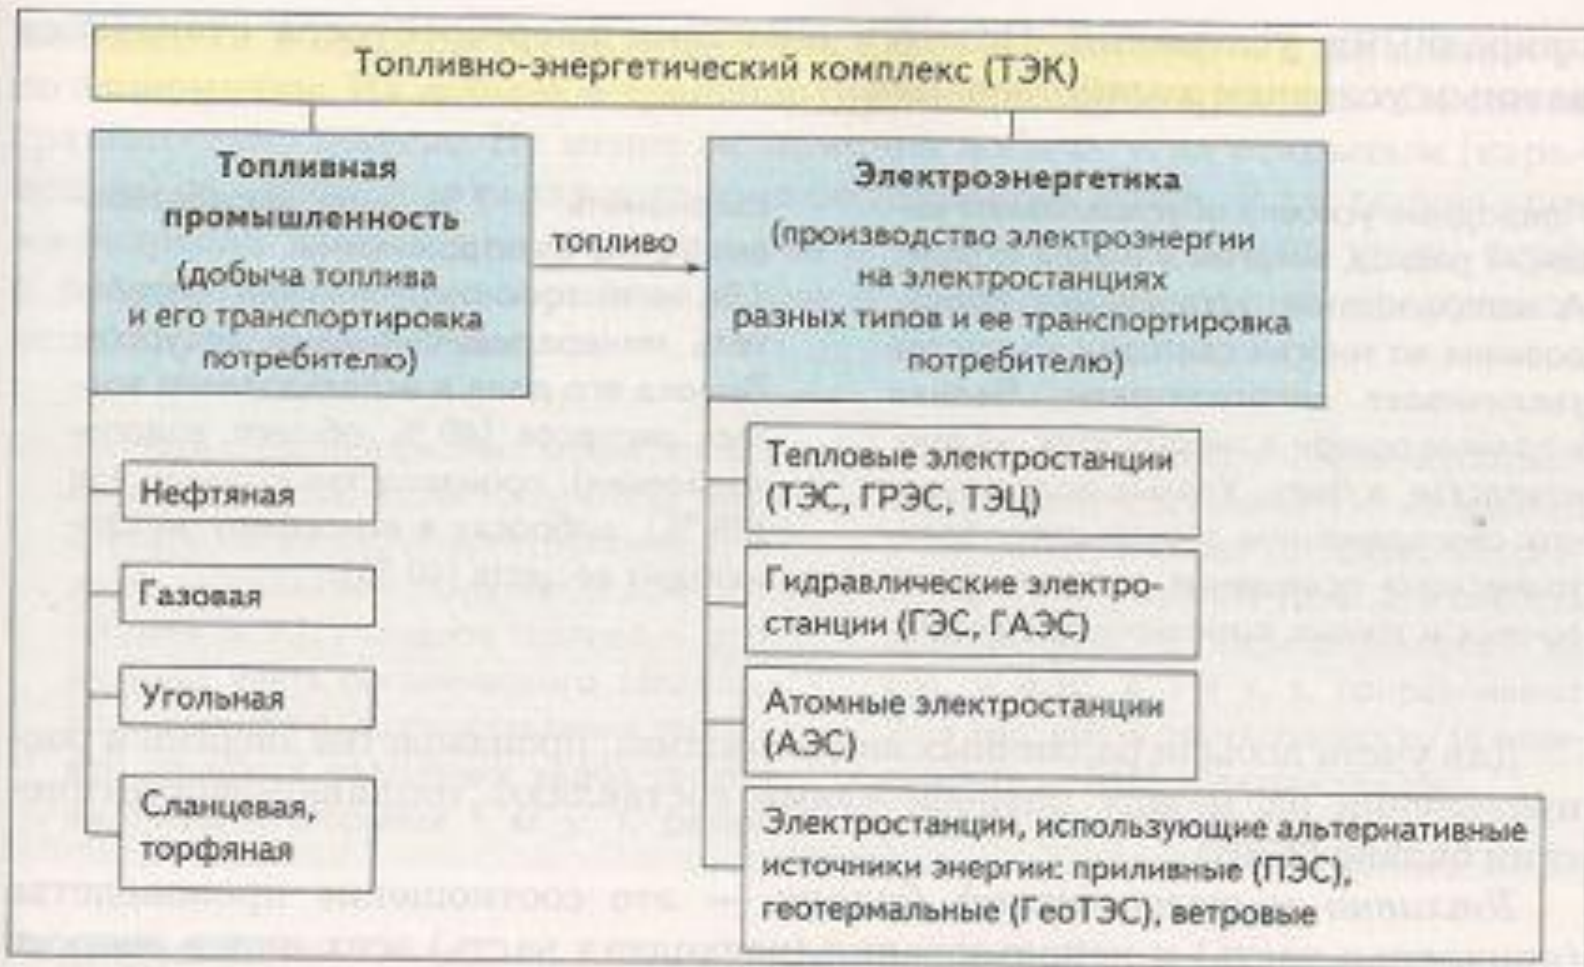 Топливно-энергетический комплекс (ТЭК)
Топливная
промышленность
(добыча топлива
и его транспортировка
потребителю)
топливо
Электроэнергетика
(производство электроэнергии
на электростанциях
разных типов и ее транспортировка
потребителю)
Нефтяная
Газовая
Угольная
Сланцевая,
торфяная
Тепловые электростанции
(ТЭС, ГРЭС, ТЭЦ)
Гидравлические электро-
станции (ГЭС, ГАЭС)
Атомные электростанции
(АЭС)
Электростанции, использующие альтернативные
источники энергии: приливные (ПЭС),
геотермальные (ГеоТЭС), ветровые